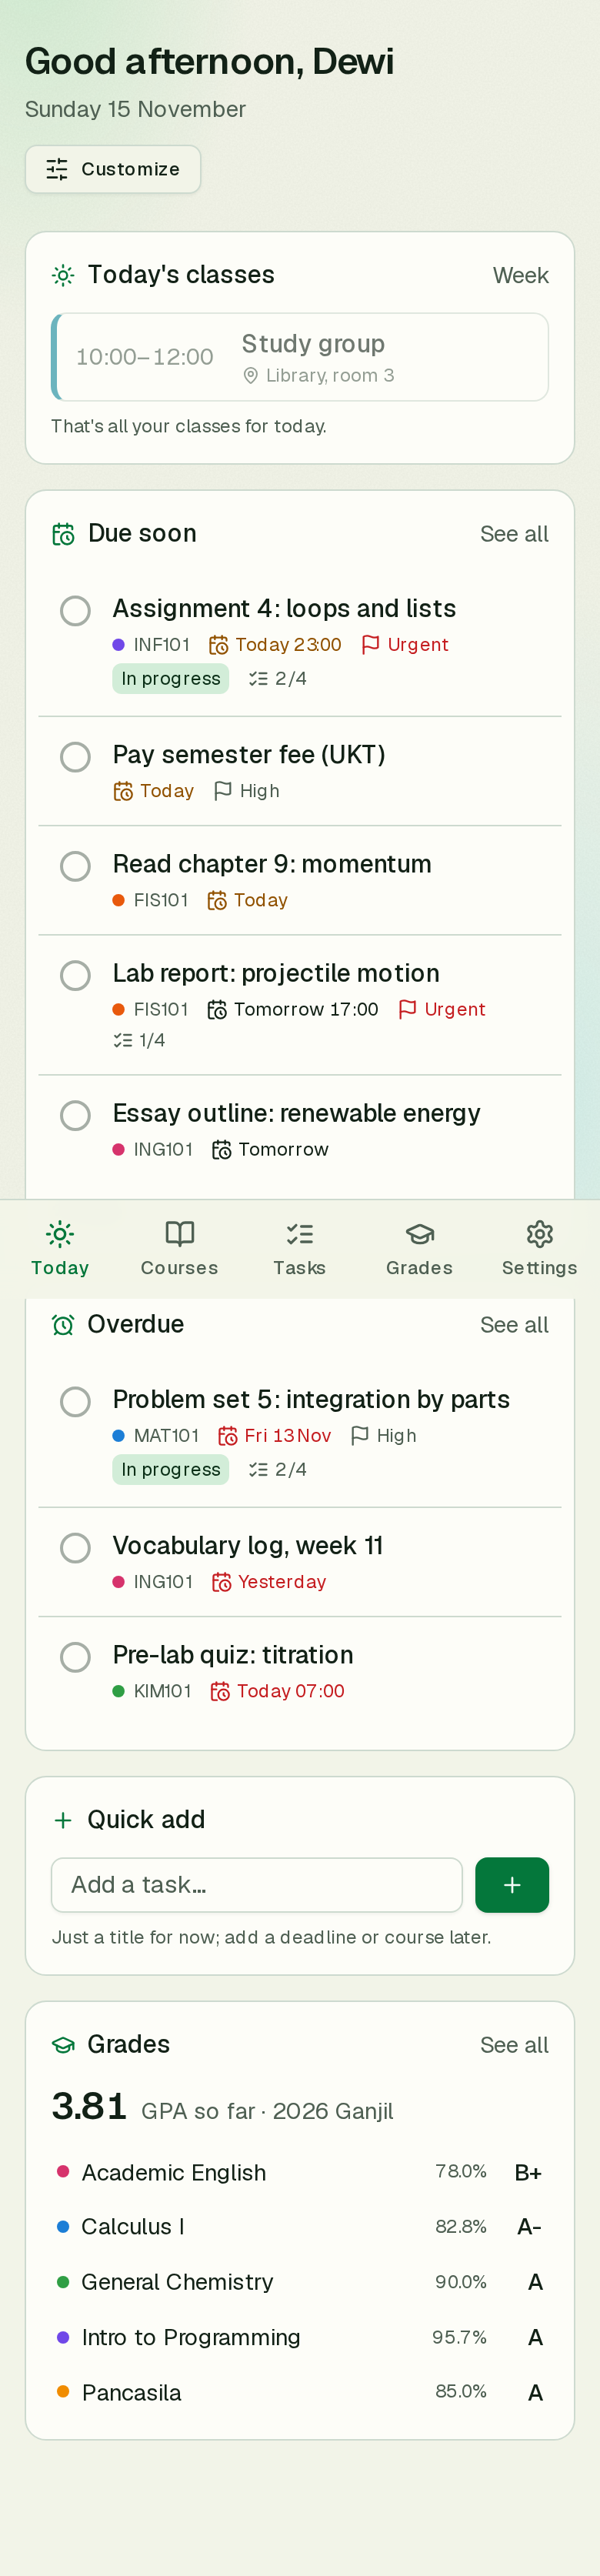 Good afternoon, Dewi
Sunday 15 November
Customize
Today's classes
Week
10:00–12:00
Study group
Library, room 3
That's all your classes for today.
Due soon
See all
Assignment 4: loops and lists
INF101 Today 23:00 Urgent
In progress 2/4
Pay semester fee (UKT)
Today High
Read chapter 9: momentum
FIS101 Today
Lab report: projectile motion
FIS101 Tomorrow 17:00 Urgent
1/4
Essay outline: renewable energy
ING101 Tomorrow
Today Courses Tasks Grades Settings
Overdue
See all
Problem set 5: integration by parts
MAT101 Fri 13 Nov High
In progress 2/4
Vocabulary log, week 11
ING101 Yesterday
Pre-lab quiz: titration
KIM101 Today 07:00
Quick add
Add a task...
Just a title for now; add a deadline or course later.
Grades
See all
3.81 GPA so far · 2026 Ganjil
Academic English 78.0% B+
Calculus I 82.8% A-
General Chemistry 90.0% A
Intro to Programming 95.7% A
Pancasila 85.0% A